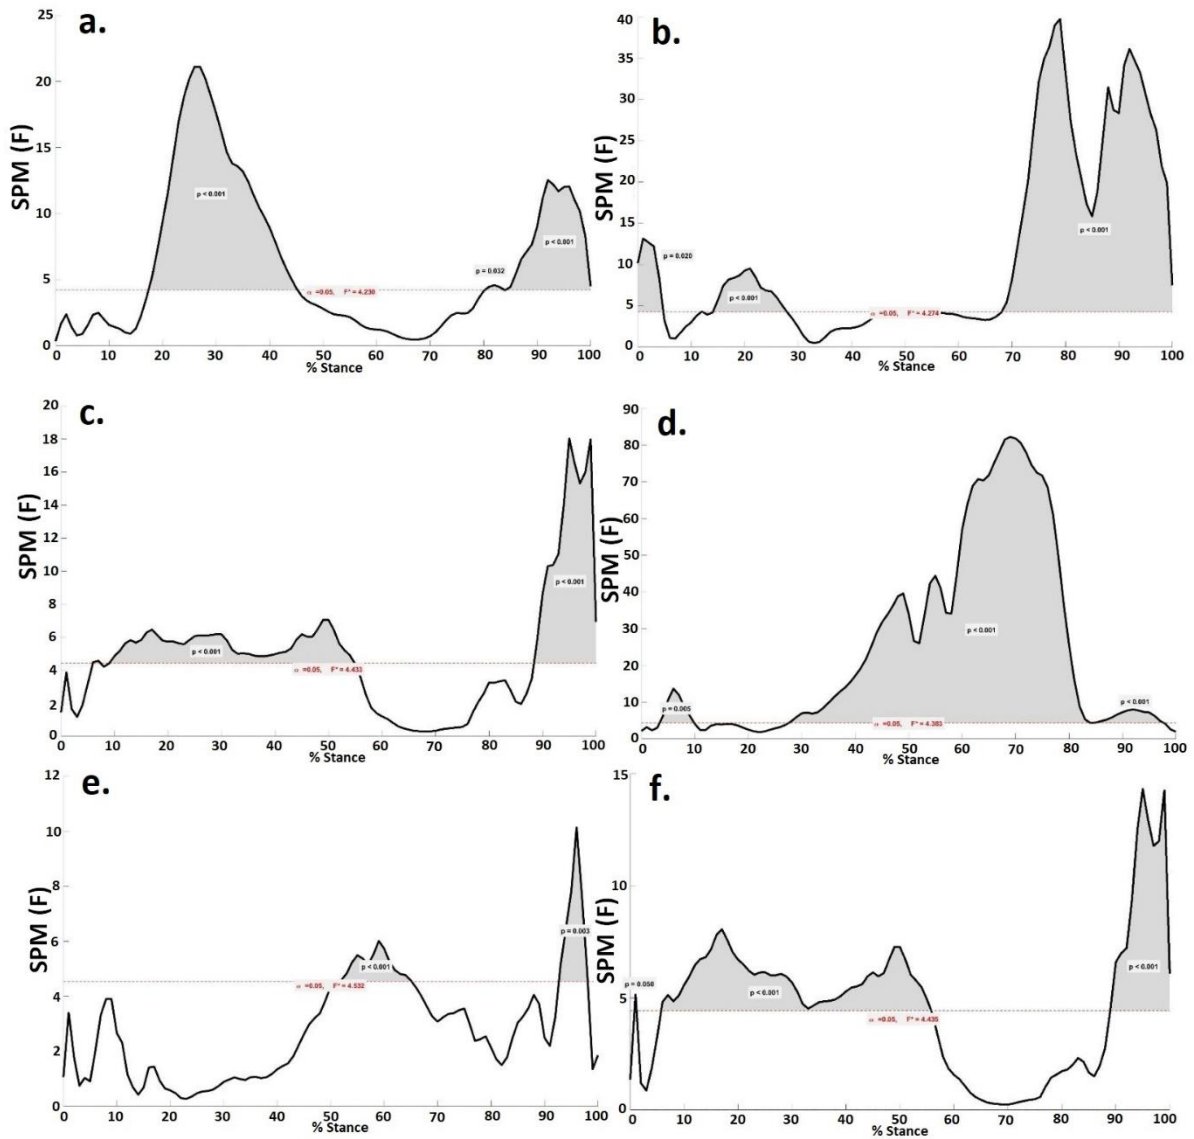 a.
25
20
15
10
5
0
SPM (F)
p < 0.001
p = 0.032
p < 0.001
α =0.05, F* = 4.230
0 10 20 30 40 50 60 70 80 90 100
% Stance
b.
40
35
30
25
20
15
10
5
0
SPM (F)
p = 0.020
p < 0.001
p < 0.001
α =0.05, F* = 4.274
0 10 20 30 40 50 60 70 80 90 100
% Stance
c.
20
18
16
14
12
10
8
6
4
2
0
SPM (F)
p < 0.001
p < 0.001
α =0.05, F* = 4.433
0 10 20 30 40 50 60 70 80 90 100
% Stance
d.
90
80
70
60
50
40
30
20
10
0
SPM (F)
p = 0.005
p < 0.001
p < 0.001
α =0.05, F* = 4.383
0 10 20 30 40 50 60 70 80 90 100
% Stance
e.
12
10
8
6
4
2
0
SPM (F)
p < 0.001
p = 0.003
α =0.05, F* = 4.532
0 10 20 30 40 50 60 70 80 90 100
% Stance
f.
15
10
5
0
SPM (F)
p = 0.050
p < 0.001
p < 0.001
α =0.05, F* = 4.435
0 10 20 30 40 50 60 70 80 90 100
% Stance